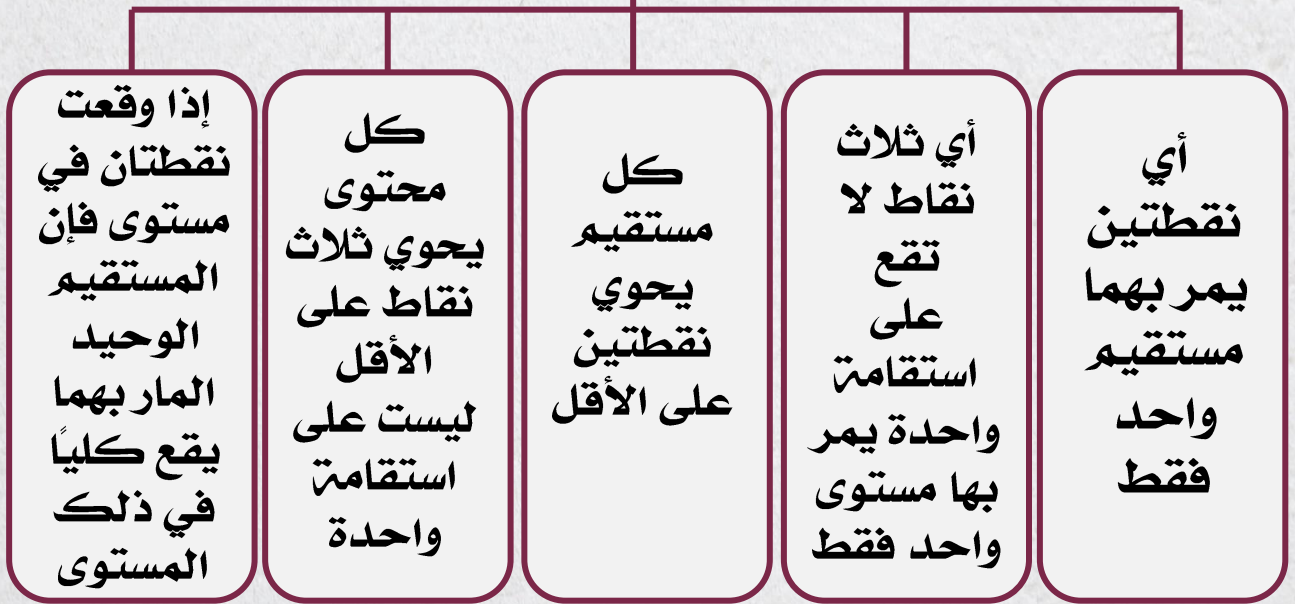 أي
نقطتين
يمر بهما
مستقيم
واحد
فقط
أي ثلاث
نقاط لا
تقع
على
استقامة
واحدة يمر
بها مستوى
واحد فقط
كل
مستقيم
يحوي
نقطتين
على الأقل
كل
محتوى
يحوي ثلاث
نقاط على
الأقل
ليست على
استقامة
واحدة
إذا وقعت
نقطتان في
مستوى فإن
المستقيم
الوحيد
المار بهما
يقع كليًا
في ذلك
المستوى